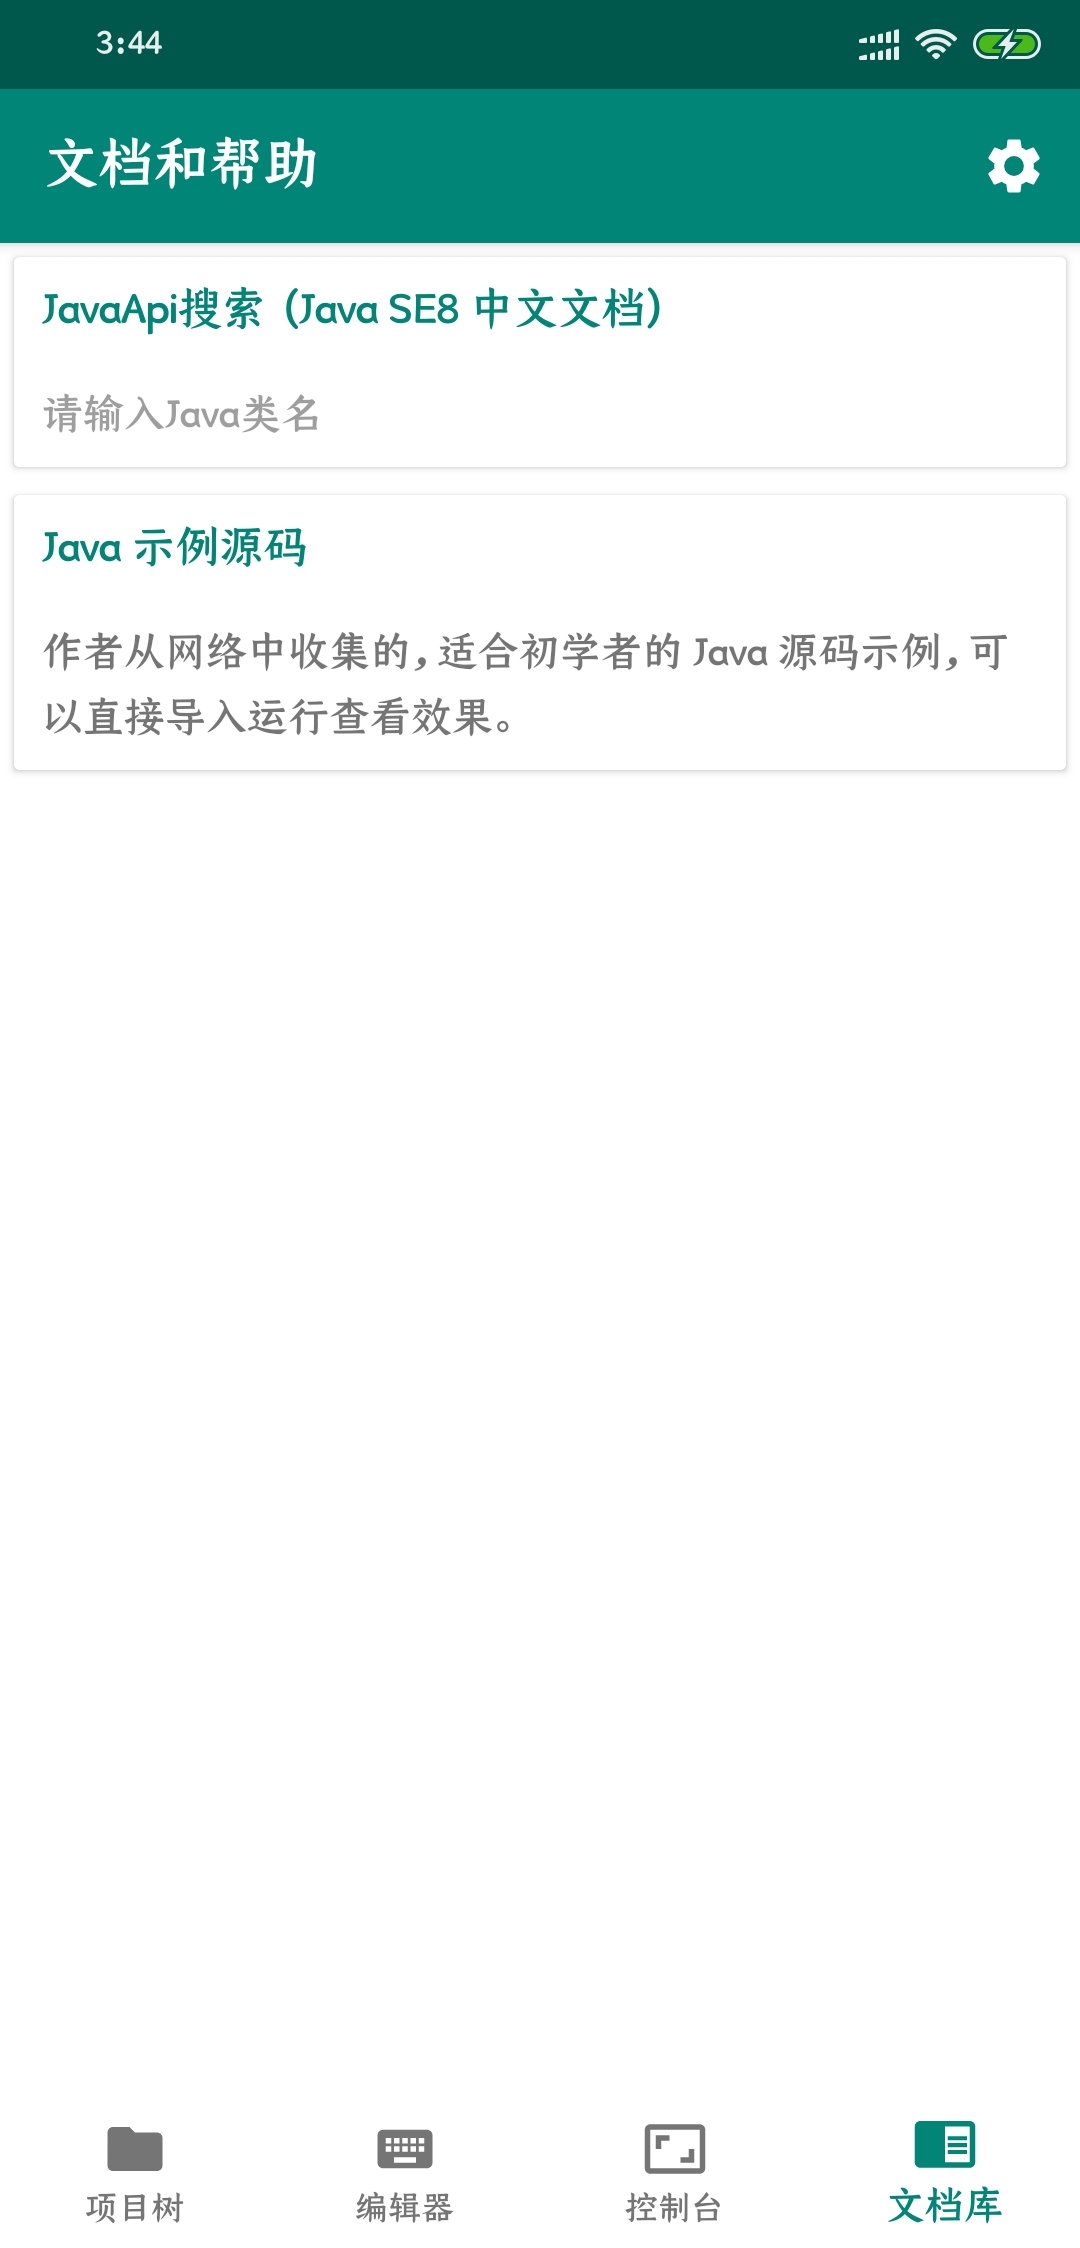 3:44
文档和帮助
JavaApi搜索 (Java SE8 中文文档)
请输入Java类名
Java 示例源码
作者从网络中收集的,适合初学者的 Java 源码示例,可
以直接导入运行查看效果。
项目树
编辑器
控制台
文档库